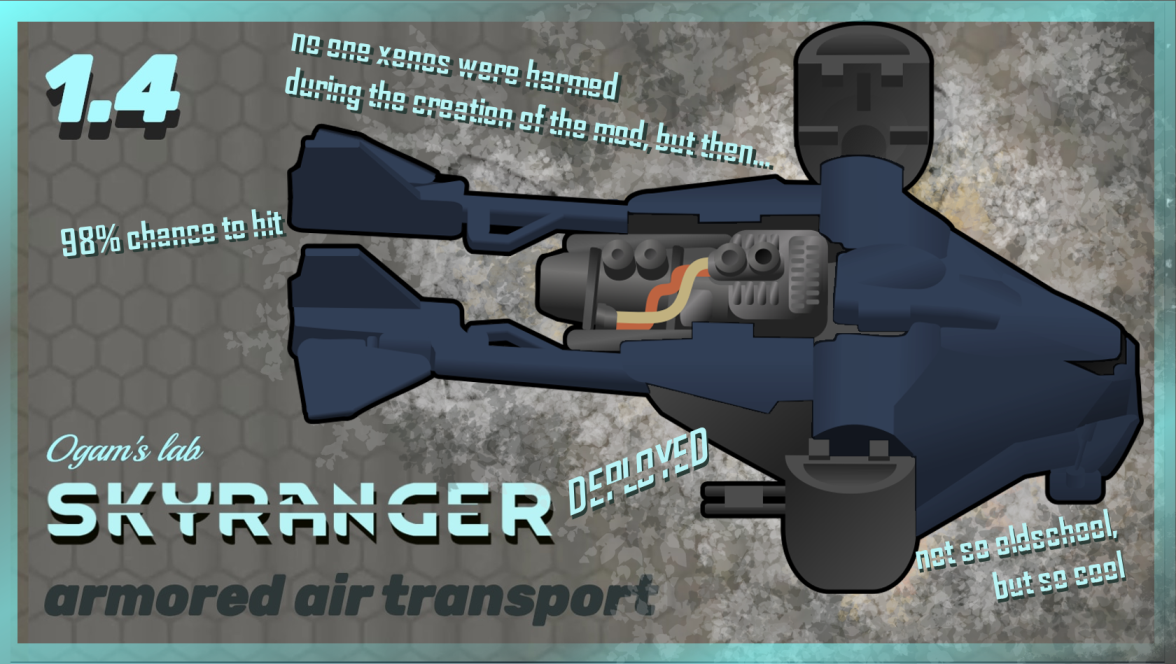 1.4
no one xenos were harmed
during the creation of the mod, but then...
98% chance to hit
Ogam's lab
SKYRANGER
DEPLOYED
armored air transport
not so oldschool,
but so cool